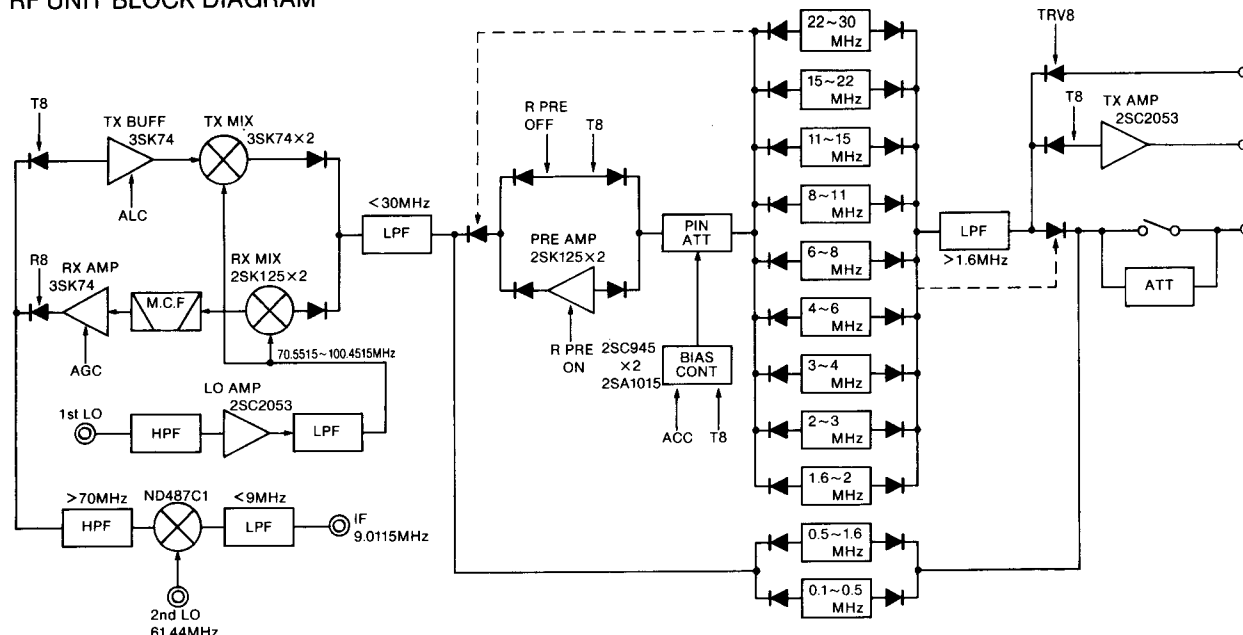 RF UNIT BLOCK DIAGRAM
T8
TX BUFF
3SK74
TX MIX
3SK74×2
ALC
R8
RX AMP
3SK74
M.C.F
RX MIX
2SK125×2
AGC
70.5515~100.4515MHz
LO AMP
2SC2053
1st LO
HPF
LPF
>70MHz
HPF
ND487C1
<9MHz
LPF
IF
9.0115MHz
2nd LO
61.44MHz
<30MHz
LPF
R PRE
OFF
T8
PRE AMP
2SK125×2
R PRE
ON
PIN
ATT
2SC945
×2
2SA1015
BIAS
CONT
ACC
T8
22~30
MHz
15~22
MHz
11~15
MHz
8~11
MHz
6~8
MHz
4~6
MHz
3~4
MHz
2~3
MHz
1.6~2
MHz
0.5~1.6
MHz
0.1~0.5
MHz
LPF
>1.6MHz
TRV8
T8
TX AMP
2SC2053
ATT